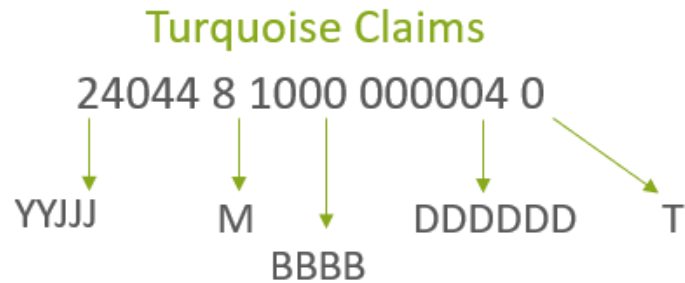 Turquoise Claims
24044 8 1000 000004 0
YYJJJ M DDDDDD T
BBBB